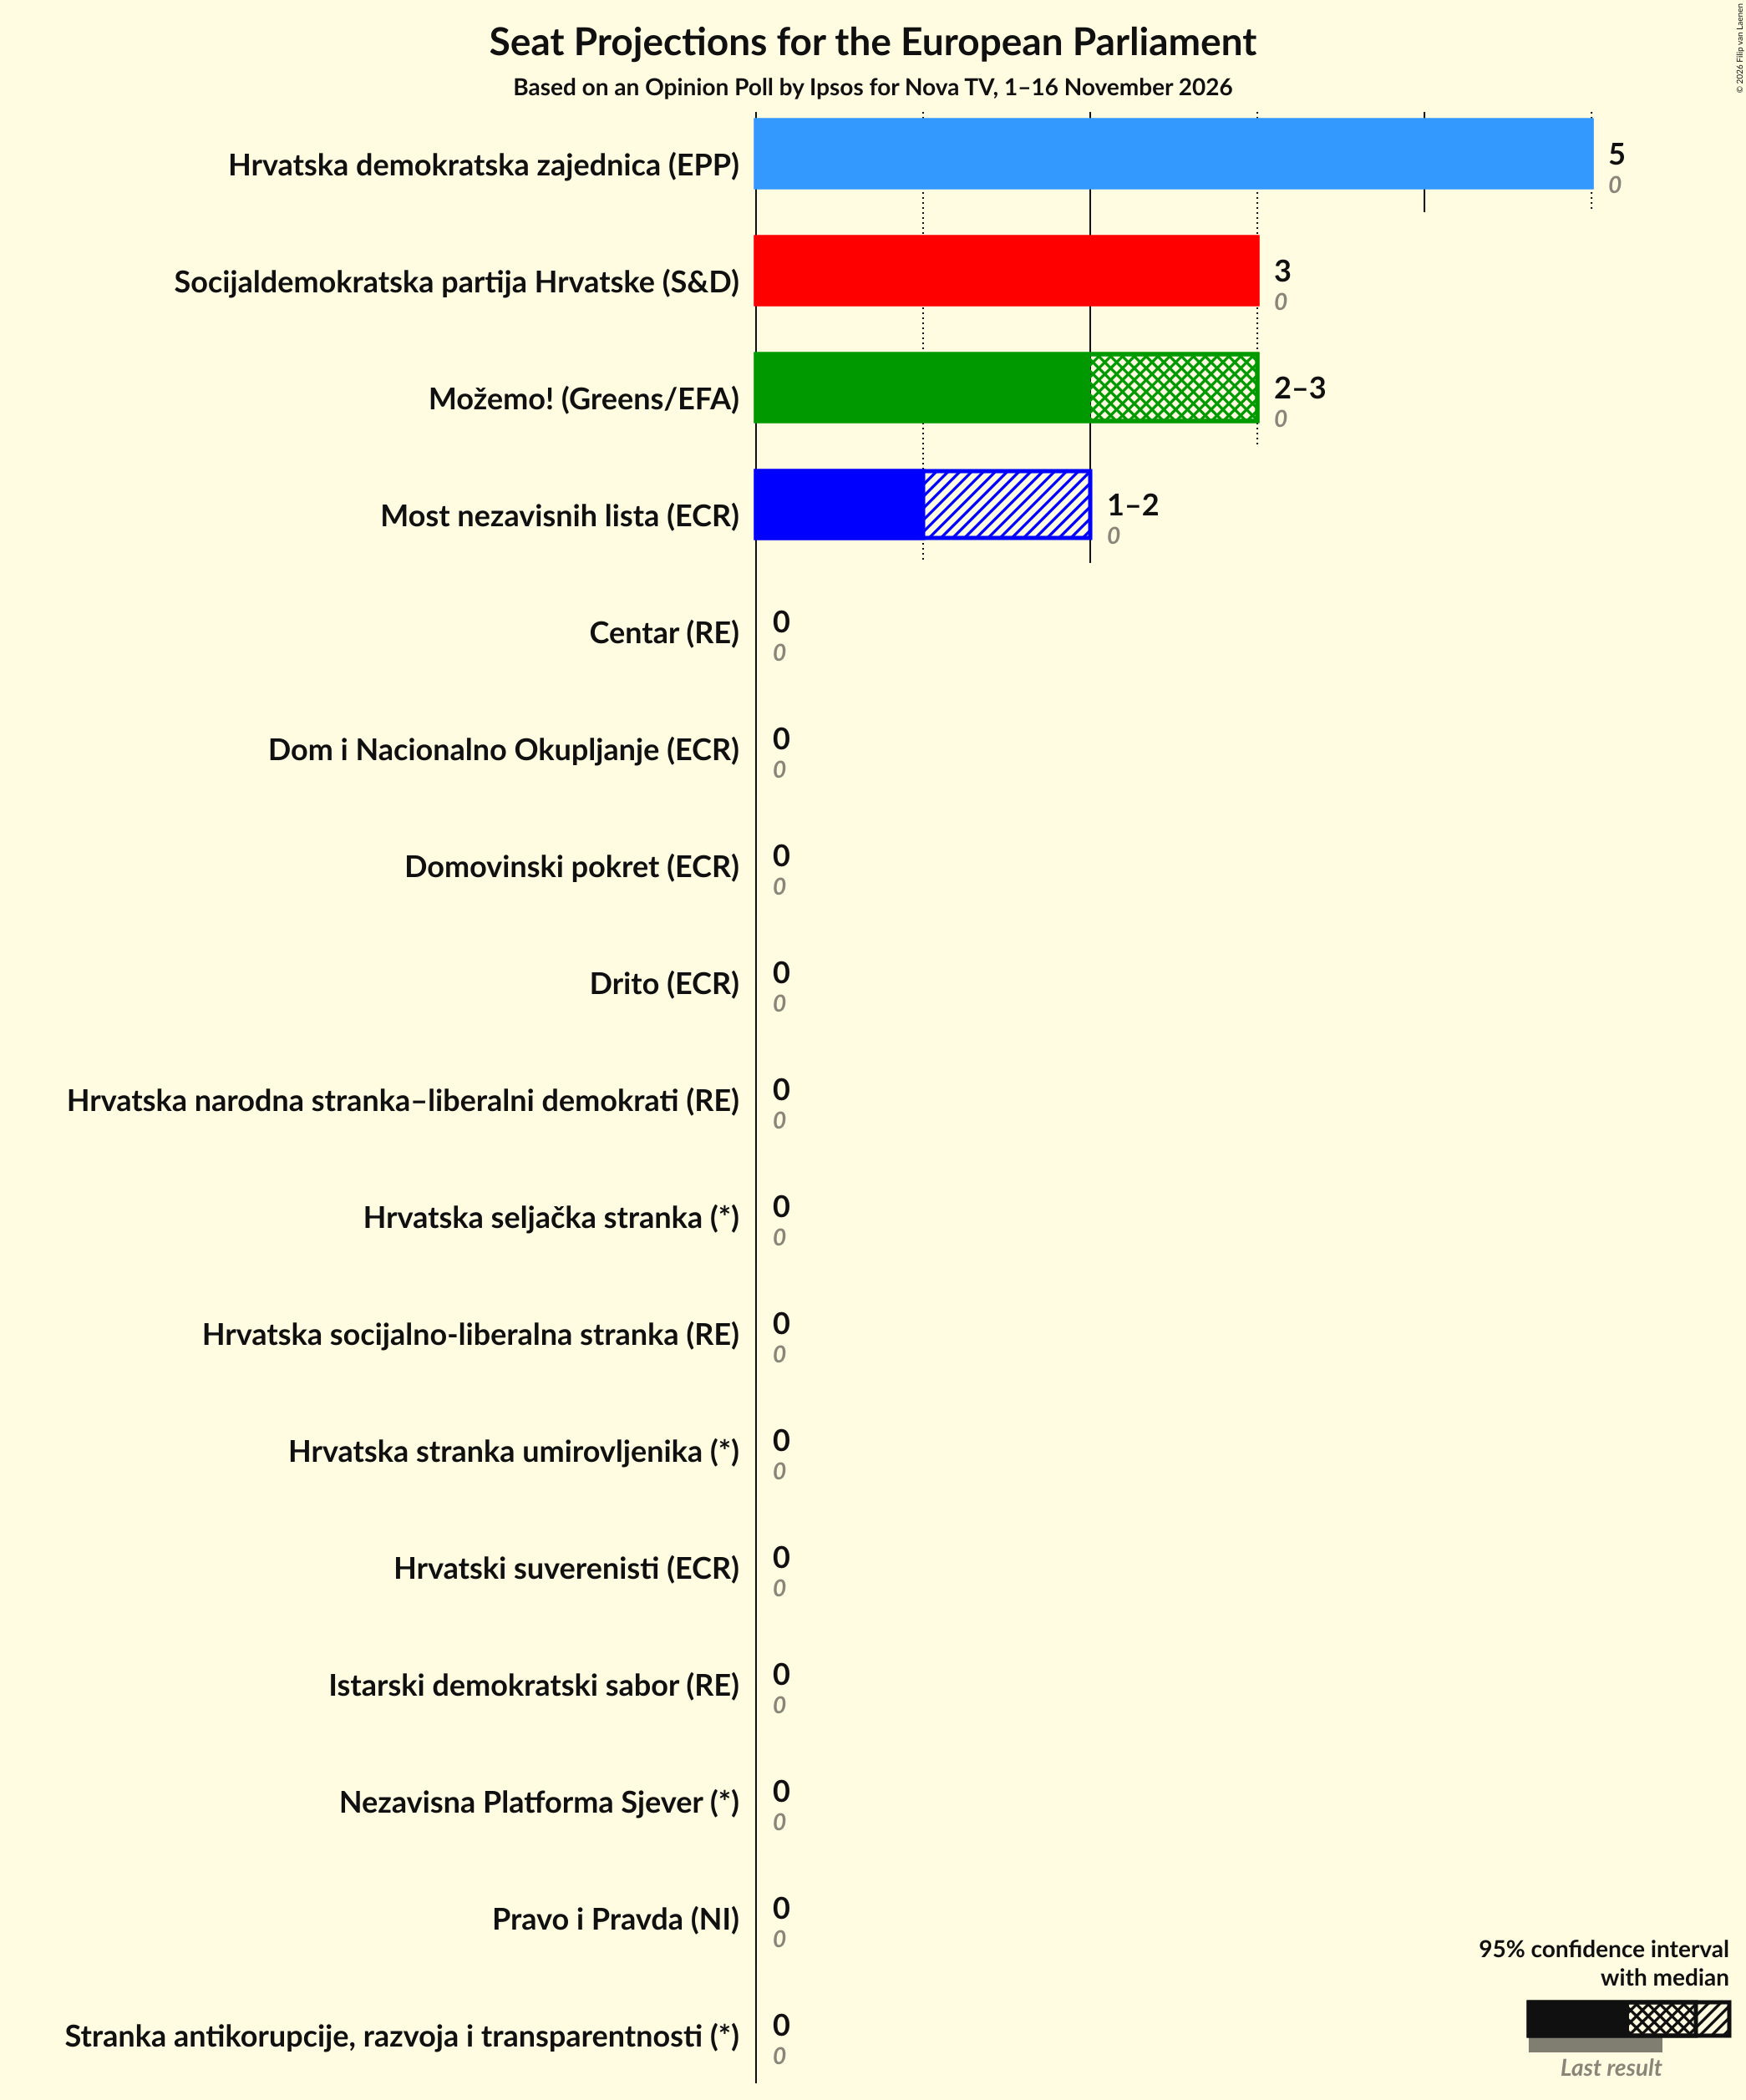 Seat Projections for the European Parliament
Based on an Opinion Poll by Ipsos for Nova TV, 1–16 November 2026
© 2026 Filip van Laenen
Hrvatska demokratska zajednica (EPP)
5
0
Socijaldemokratska partija Hrvatske (S&D)
3
0
Možemo! (Greens/EFA)
2–3
0
Most nezavisnih lista (ECR)
1–2
0
Centar (RE)
0
0
Dom i Nacionalno Okupljanje (ECR)
0
0
Domovinski pokret (ECR)
0
0
Drito (ECR)
0
0
Hrvatska narodna stranka–liberalni demokrati (RE)
0
0
Hrvatska seljačka stranka (*)
0
0
Hrvatska socijalno-liberalna stranka (RE)
0
0
Hrvatska stranka umirovljenika (*)
0
0
Hrvatski suverenisti (ECR)
0
0
Istarski demokratski sabor (RE)
0
0
Nezavisna Platforma Sjever (*)
0
0
Pravo i Pravda (NI)
0
0
Stranka antikorupcije, razvoja i transparentnosti (*)
0
0
95% confidence interval
with median
Last result